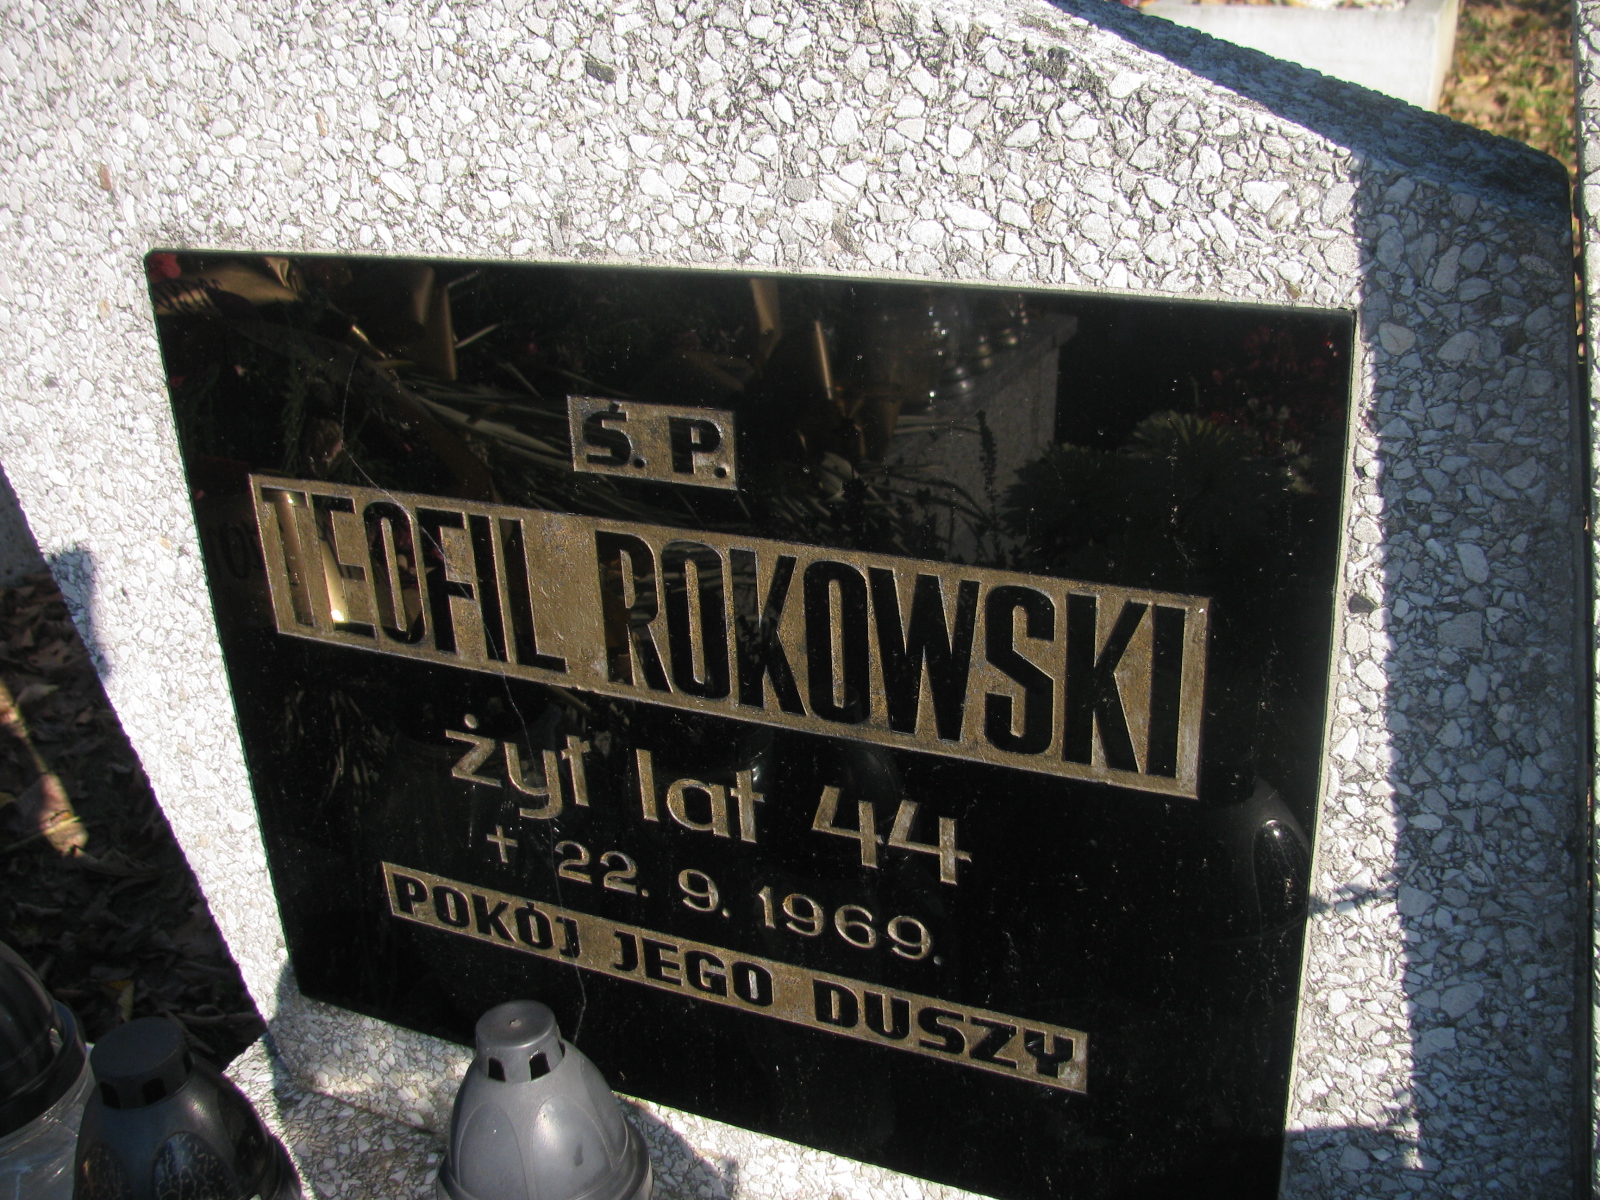 Ś. P.
TEOFIL ROKOWSKI
żył lat 44
+ 22. 9. 1969.
POKÓJ JEGO DUSZY